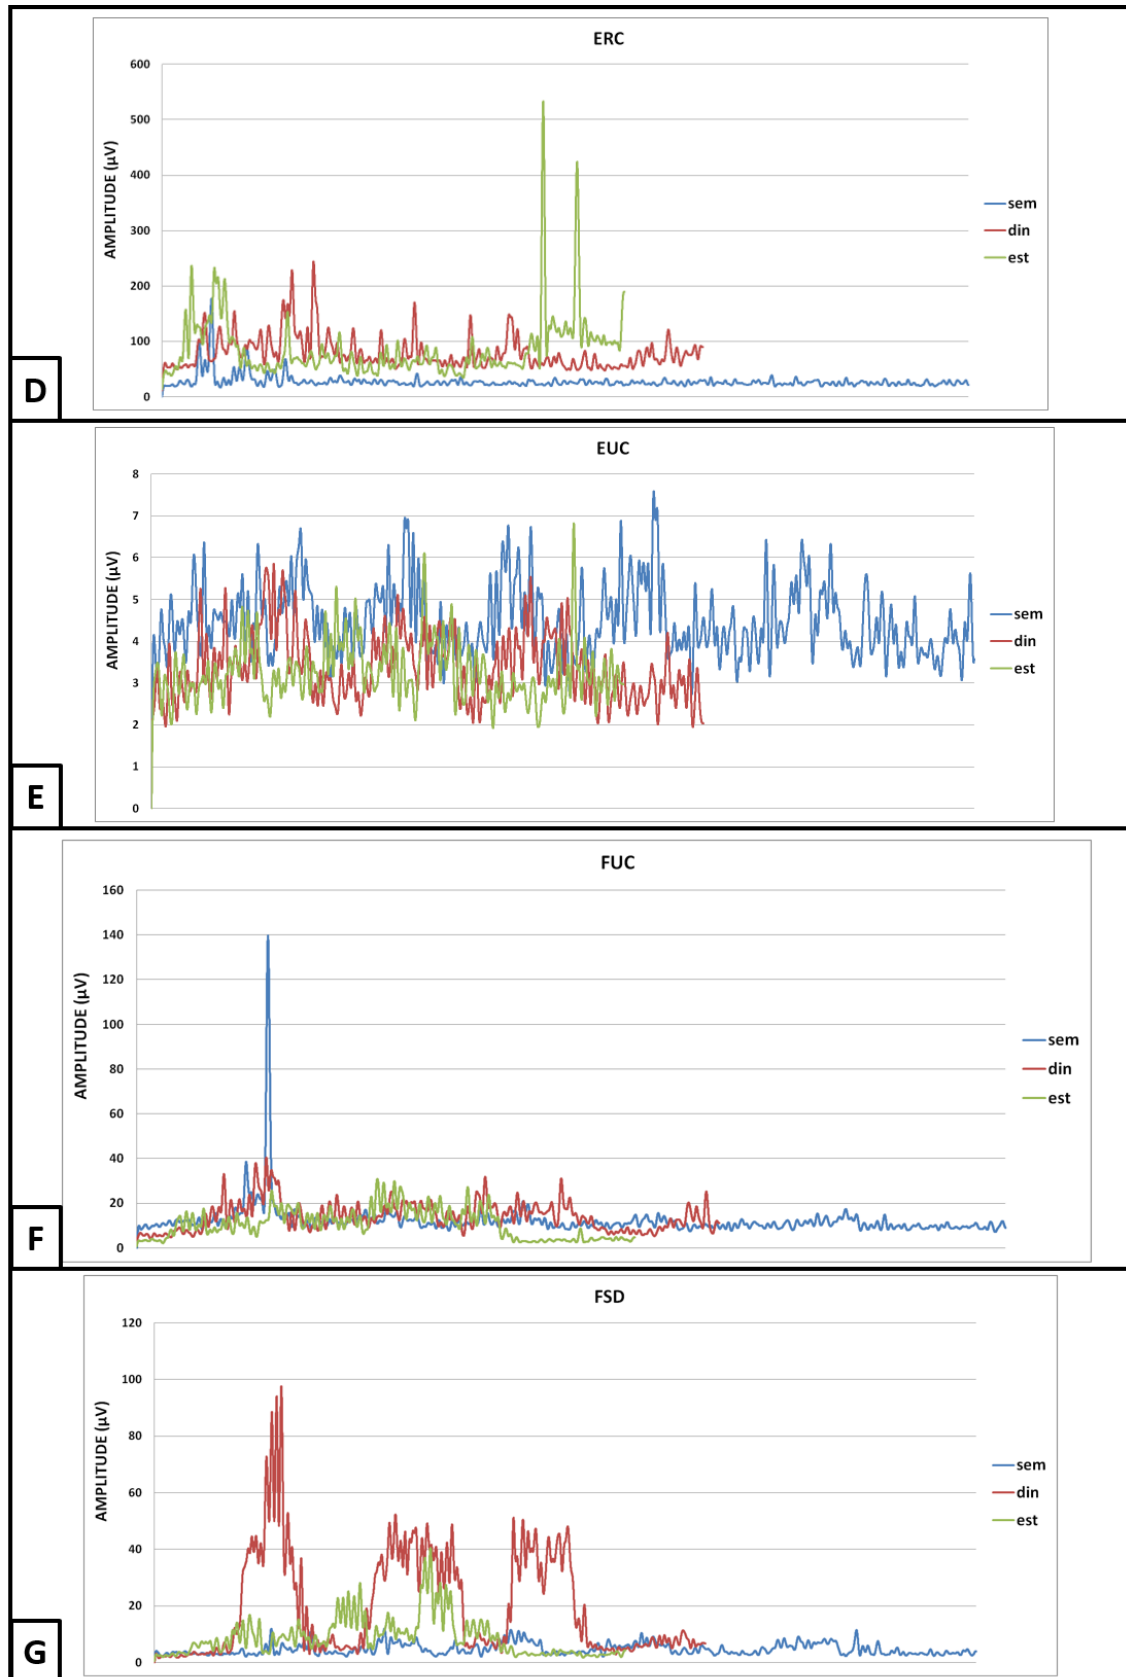 ERC
600
500
400
300
200
100
0
AMPLITUDE (µV)
sem
din
est
D
EUC
8
7
6
5
4
3
2
1
0
AMPLITUDE (µV)
sem
din
est
E
FUC
160
140
120
100
80
60
40
20
0
AMPLITUDE (µV)
sem
din
est
F
FSD
120
100
80
60
40
20
0
AMPLITUDE (µV)
sem
din
est
G